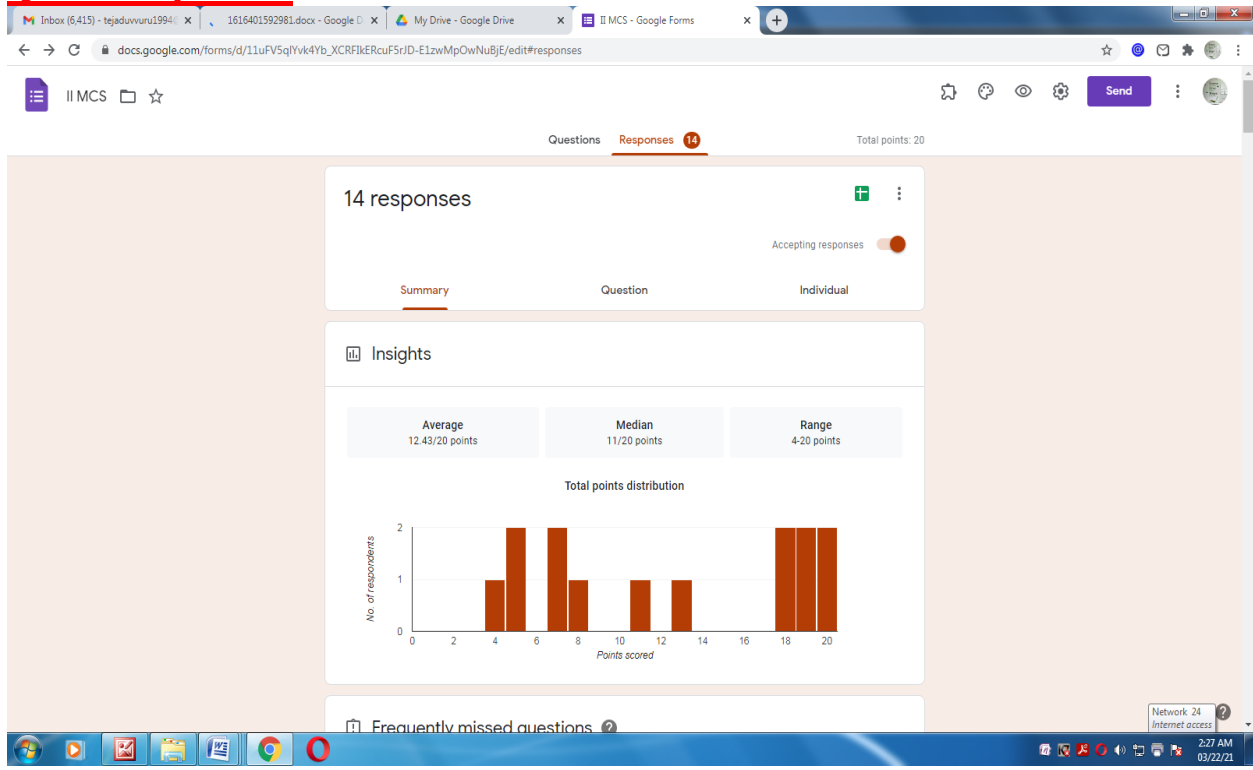 Inbox (6,415) - tejaduvvuru1994
1616401592981.docx - Google D
My Drive - Google Drive
II MCS - Google Forms
docs.google.com/forms/d/11uFV5qlYvk4Yb_XCRFIkERcuF5rJD-E1zwMpOwNuBjE/edit#responses
II MCS
Send
Questions
Responses 14
Total points: 20
14 responses
Accepting responses
Summary
Question
Individual
Insights
Average
12.43/20 points
Median
11/20 points
Range
4-20 points
Total points distribution
No. of respondents
2
1
0
0 2 4 6 8 10 12 14 16 18 20
Points scored
Frequently missed questions
Network 24
Internet access
2:27 AM
03/22/21